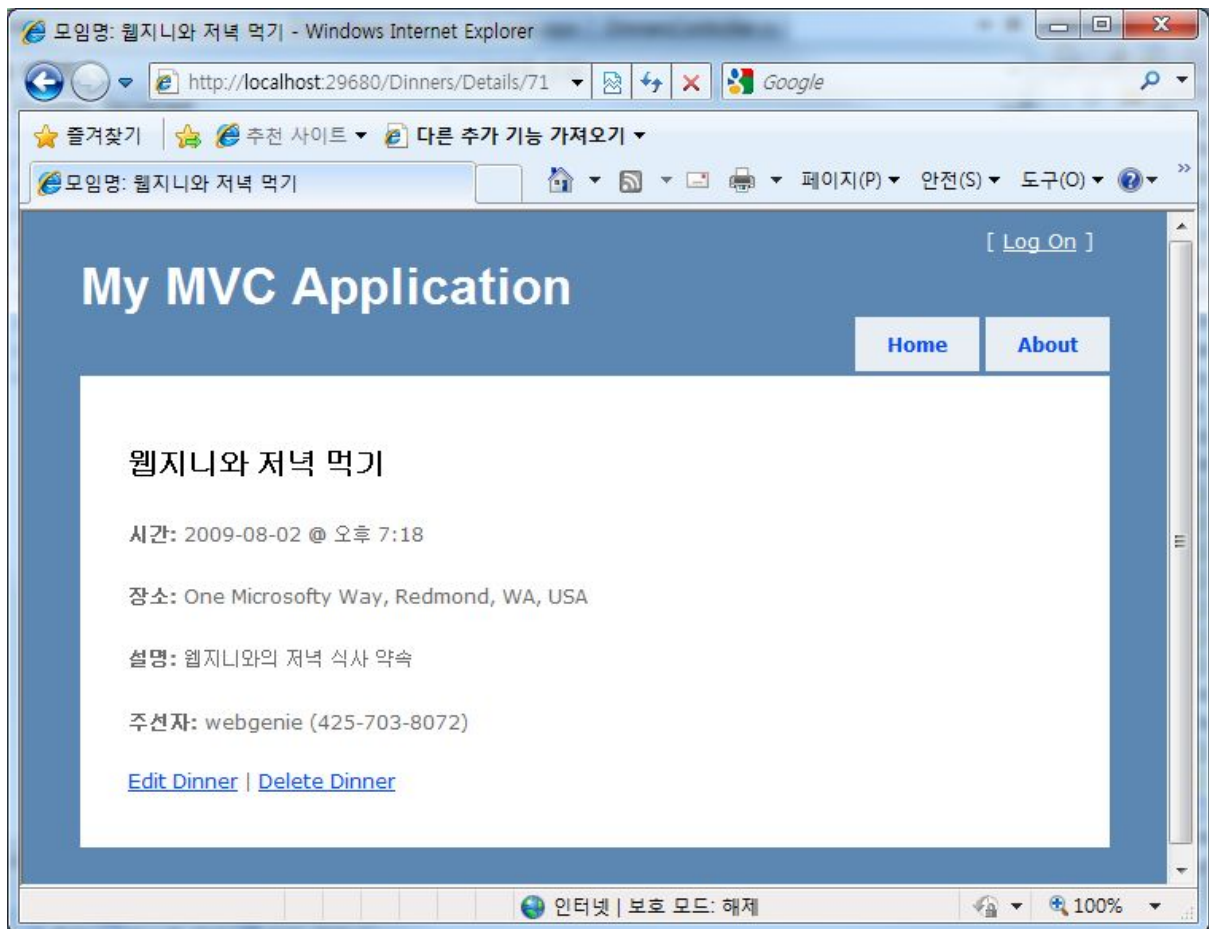 모임명: 웹지니와 저녁 먹기 - Windows Internet Explorer
http://localhost:29680/Dinners/Details/71
Google
즐겨찾기 추천 사이트 다른 추가 기능 가져오기
모임명: 웹지니와 저녁 먹기
페이지(P) 안전(S) 도구(O)
[ Log On ]
My MVC Application
Home About
웹지니와 저녁 먹기
시간: 2009-08-02 @ 오후 7:18
장소: One Microsofty Way, Redmond, WA, USA
설명: 웹지니와의 저녁 식사 약속
주선자: webgenie (425-703-8072)
Edit Dinner | Delete Dinner
인터넷 | 보호 모드: 해제
100%